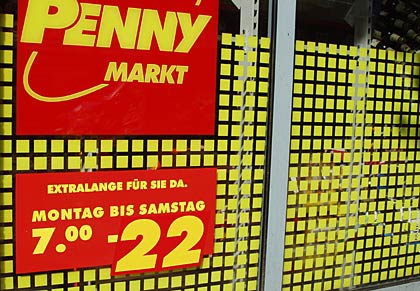 PENNY
MARKT
EXTRALANGE FÜR SIE DA.
MONTAG BIS SAMSTAG
7.00 -22